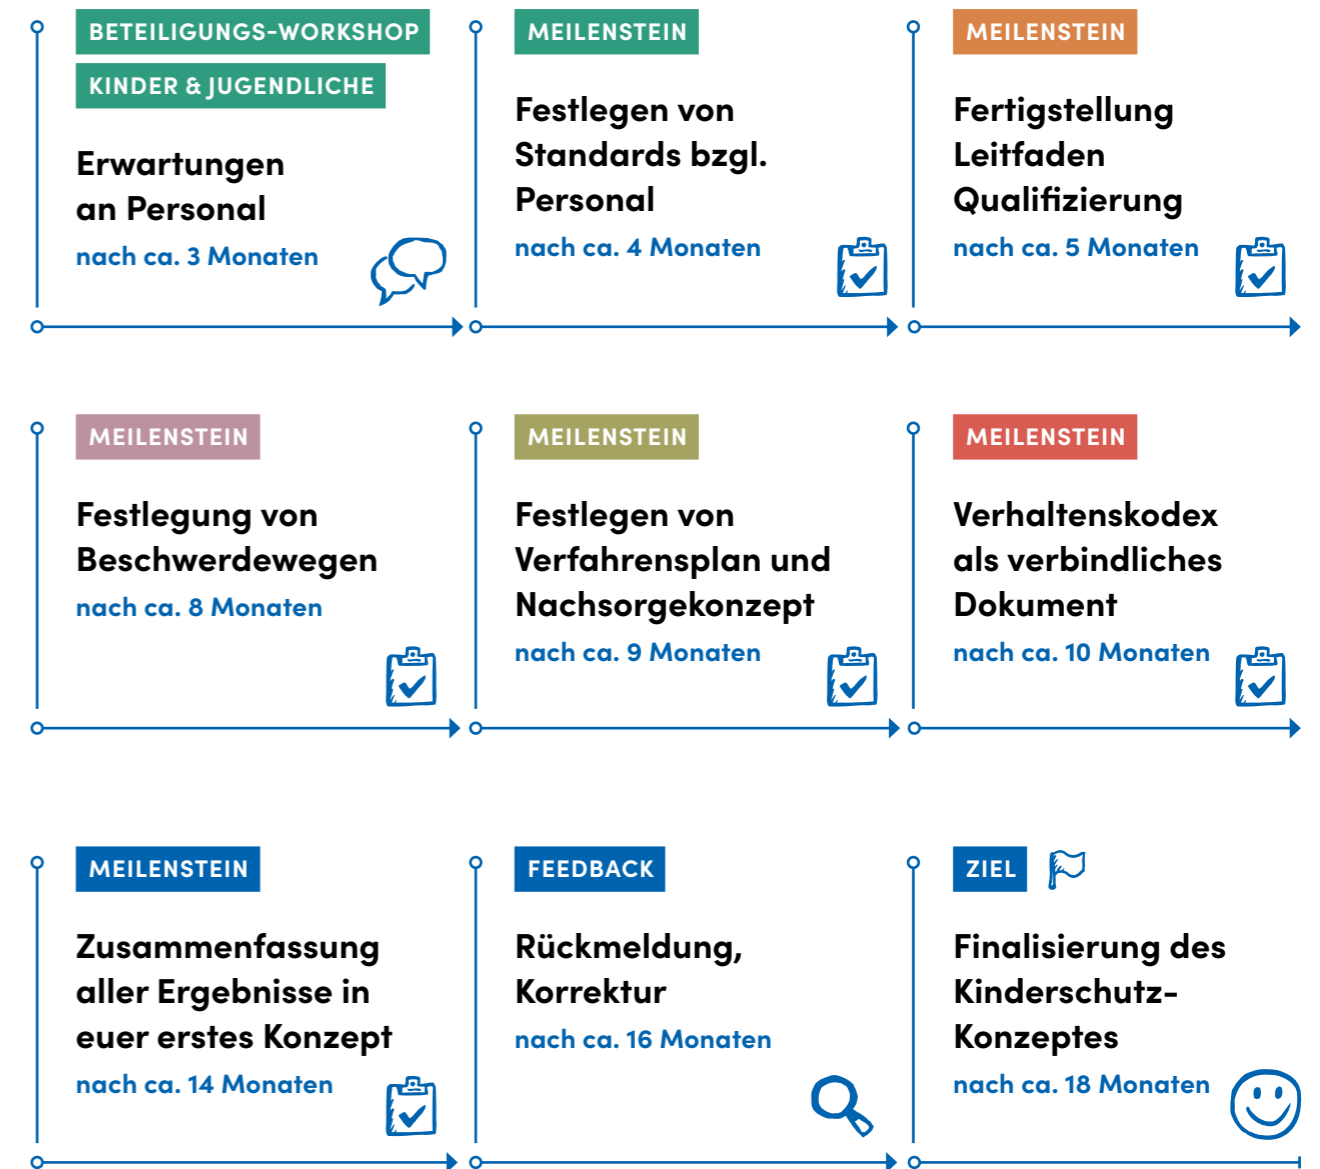 BETEILIGUNGS-WORKSHOP
KINDER & JUGENDLICHE
Erwartungen
an Personal
nach ca. 3 Monaten
MEILENSTEIN
Festlegen von
Standards bzgl.
Personal
nach ca. 4 Monaten
MEILENSTEIN
Fertigstellung
Leitfaden
Qualifizierung
nach ca. 5 Monaten
MEILENSTEIN
Festlegung von
Beschwerdewegen
nach ca. 8 Monaten
MEILENSTEIN
Festlegen von
Verfahrensplan und
Nachsorgekonzept
nach ca. 9 Monaten
MEILENSTEIN
Verhaltenskodex
als verbindliches
Dokument
nach ca. 10 Monaten
MEILENSTEIN
Zusammenfassung
aller Ergebnisse in
euer erstes Konzept
nach ca. 14 Monaten
FEEDBACK
Rückmeldung,
Korrektur
nach ca. 16 Monaten
ZIEL
Finalisierung des
Kinderschutz-
Konzeptes
nach ca. 18 Monaten